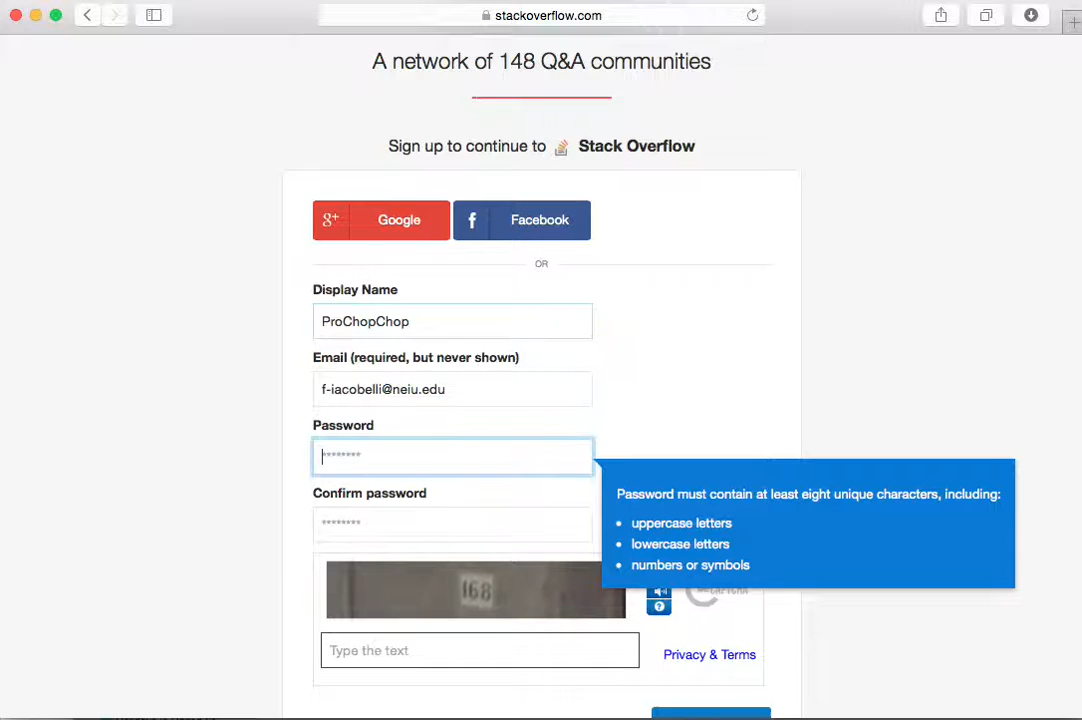 stackoverflow.com
A network of 148 Q&A communities
Sign up to continue to Stack Overflow
g+ Google
f Facebook
OR
Display Name
ProChopChop
Email (required, but never shown)
f-iacobelli@neiu.edu
Password
********
Password must contain at least eight unique characters, including:
• uppercase letters
• lowercase letters
• numbers or symbols
Confirm password
********
168
?
Type the text
Privacy & Terms